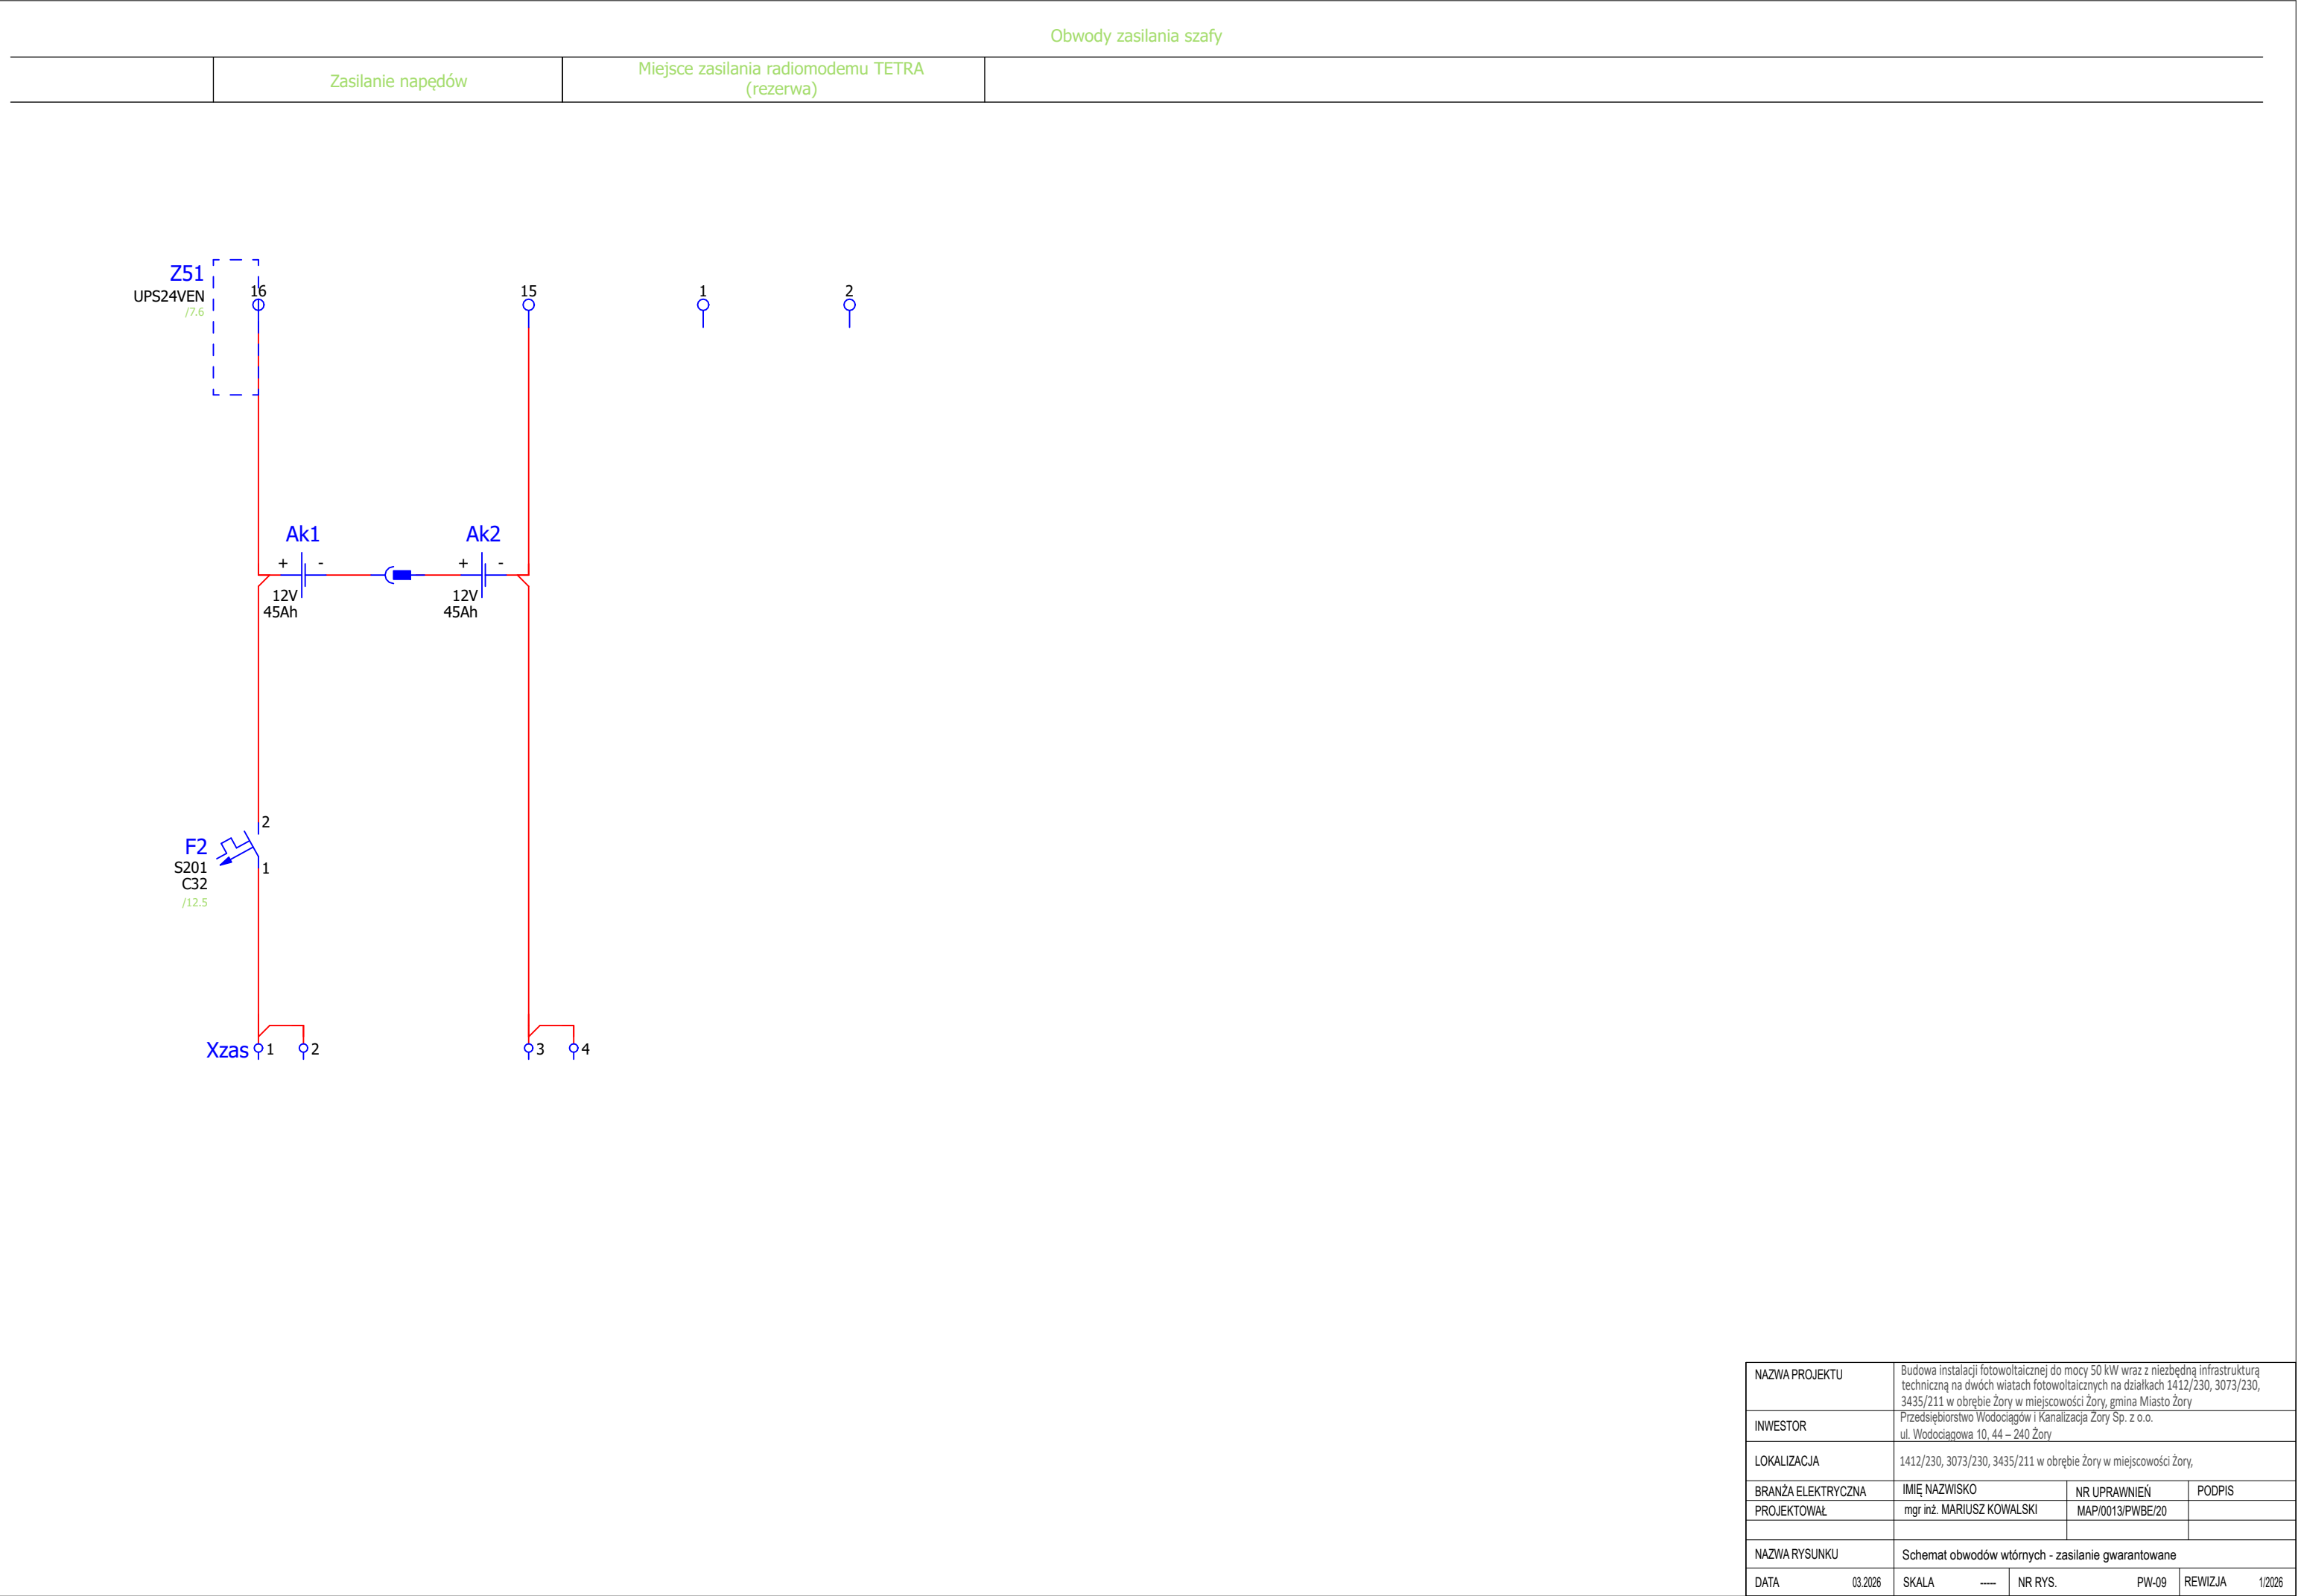 Obwody zasilania szafy
Zasilanie napędów
Miejsce zasilania radiomodemu TETRA
(rezerwa)
Z51
UPS24VEN
/7.6
16
15
1
2
Ak1
Ak2
+
-
+
-
12V
45Ah
12V
45Ah
2
F2
S201
1
C32
/12.5
Xzas
1
2
3
4
NAZWA PROJEKTU
Budowa instalacji fotowoltaicznej do mocy 50 kW wraz z niezbędną infrastrukturą
techniczną na dwóch wiatach fotowoltaicznych na działkach 1412/230, 3073/230,
3435/211 w obrębie Żory w miejscowości Żory, gmina Miasto Żory
INWESTOR
Przedsiębiorstwo Wodociągów i Kanalizacja Żory Sp. z o.o.
ul. Wodociągowa 10, 44 – 240 Żory
LOKALIZACJA
1412/230, 3073/230, 3435/211 w obrębie Żory w miejscowości Żory,
BRANŻA ELEKTRYCZNA IMIĘ NAZWISKO NR UPRAWNIEŃ PODPIS
PROJEKTOWAŁ mgr inż. MARIUSZ KOWALSKI MAP/0013/PWBE/20
NAZWA RYSUNKU Schemat obwodów wtórnych - zasilanie gwarantowane
DATA 03.2026 SKALA ----- NR RYS. PW-09 REWIZJA 1/2026